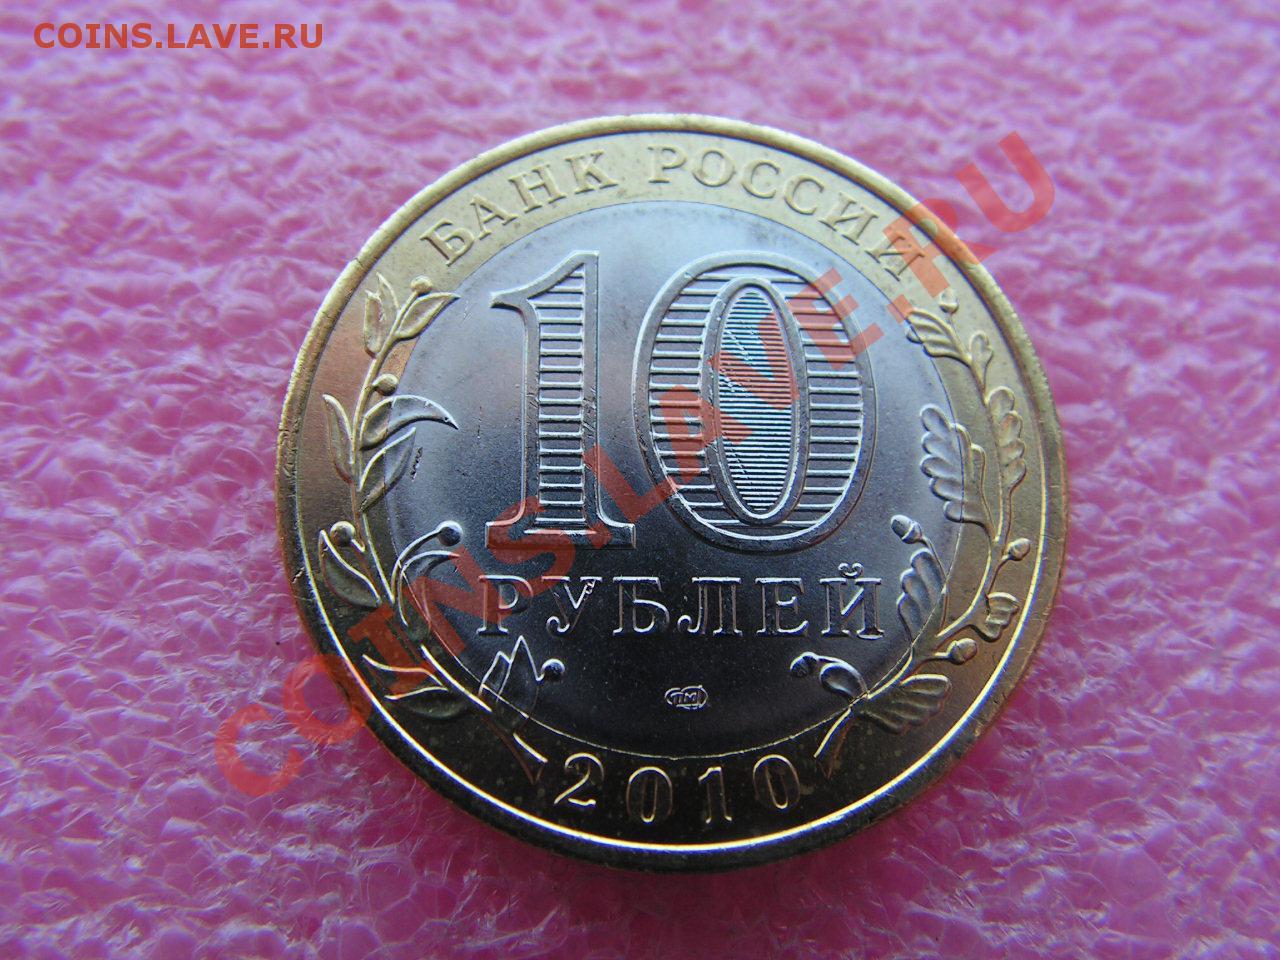 COINS.LAVE.RU
БАНК РОССИИ
10
РУБЛЕЙ
СПМД
2010
COINS.LAVE.RU